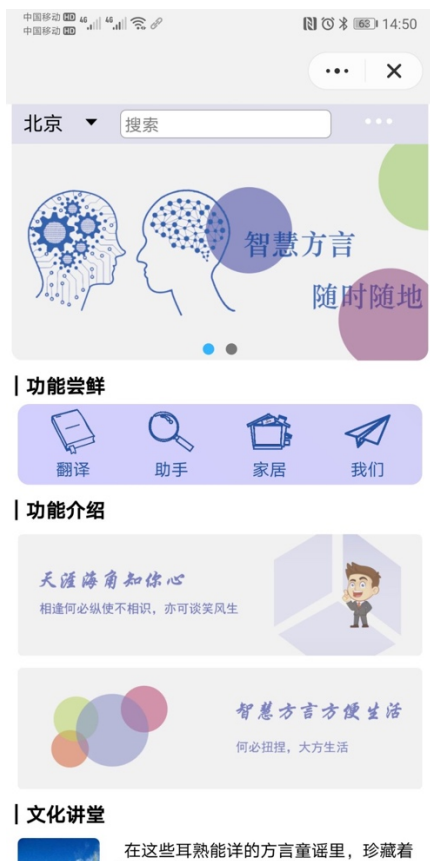 中国移动 HD 4G 4G
中国移动 HD
63 14:50
北京 搜索
智慧方言
随时随地
功能尝鲜
翻译 助手 家居 我们
功能介绍
天涯海角知你心
相逢何必纵使不相识，亦可谈笑风生
智慧方言方便生活
何必扭捏，大方生活
文化讲堂
在这些耳熟能详的方言童谣里，珍藏着